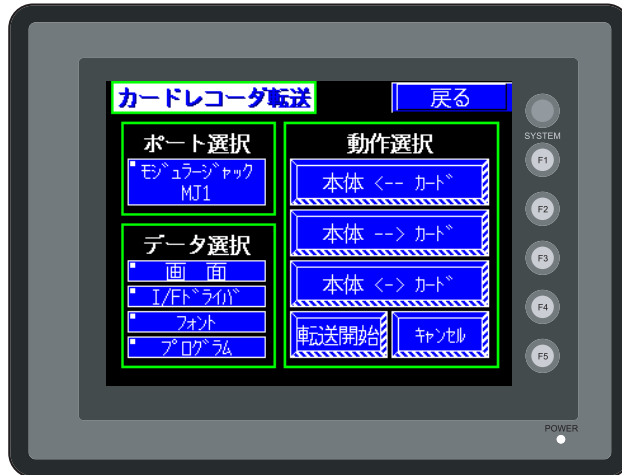 カードレコーダ転送
戻る
ポート選択
モジュラージャック
MJ1
データ選択
画 面
I/Fドライバ
フォント
プログラム
動作選択
本体 <-- カード
本体 --> カード
本体 <-> カード
転送開始
キャンセル
SYSTEM
F1
F2
F3
F4
F5
POWER